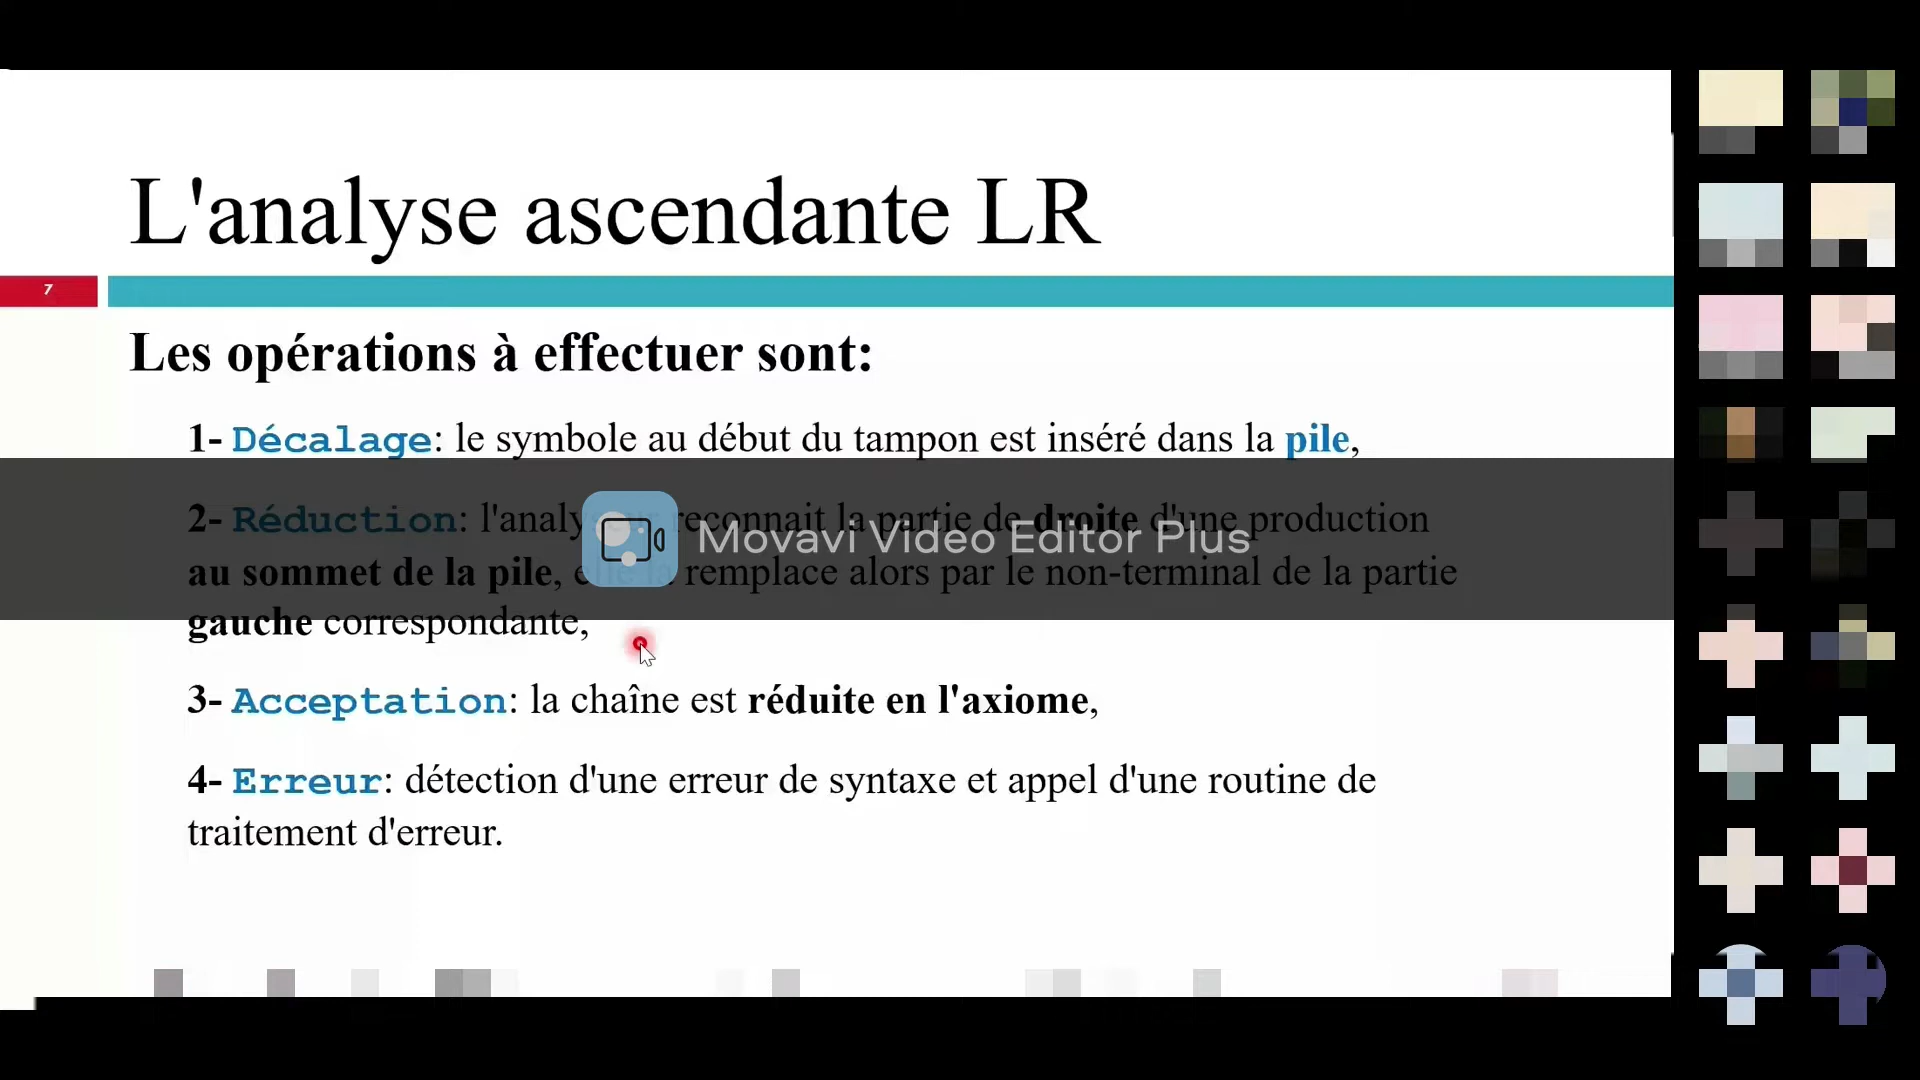 L'analyse ascendante LR
7
Les opérations à effectuer sont:
1- Décalage: le symbole au début du tampon est inséré dans la pile,
2- Réduction: l'analyseur reconnait la partie de droite d'une production
Movavi Video Editor Plus
au sommet de la pile, elle la remplace alors par le non-terminal de la partie
gauche correspondante,
3- Acceptation: la chaîne est réduite en l'axiome,
4- Erreur: détection d'une erreur de syntaxe et appel d'une routine de
traitement d'erreur.